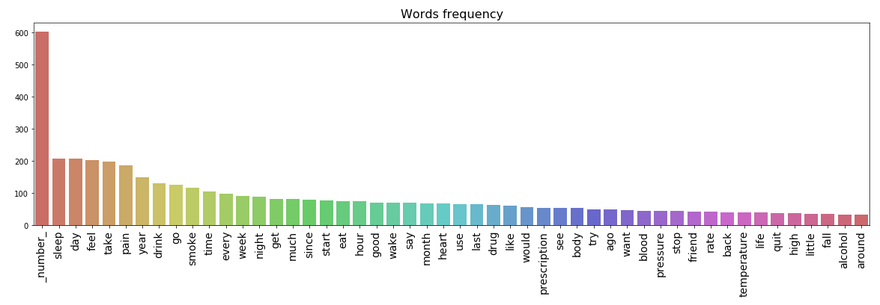 Words frequency
600
500
400
300
200
100
0
_number_
sleep
day
feel
take
pain
year
drink
go
smoke
time
every
week
night
get
much
since
start
eat
hour
good
wake
say
month
heart
use
last
drug
like
would
prescription
see
body
try
ago
want
blood
pressure
stop
friend
rate
back
temperature
life
quit
high
little
fall
alcohol
around